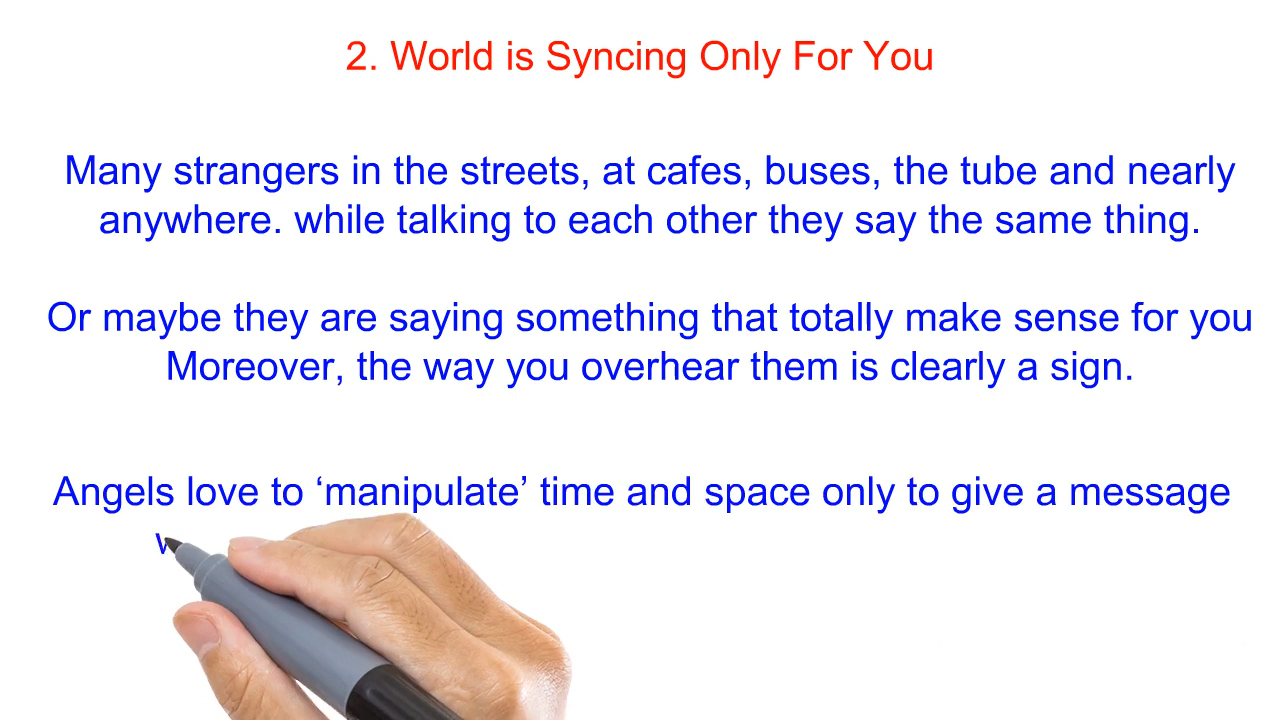 2. World is Syncing Only For You
Many strangers in the streets, at cafes, buses, the tube and nearly
anywhere. while talking to each other they say the same thing.
Or maybe they are saying something that totally make sense for you
Moreover, the way you overhear them is clearly a sign.
Angels love to ‘manipulate’ time and space only to give a message